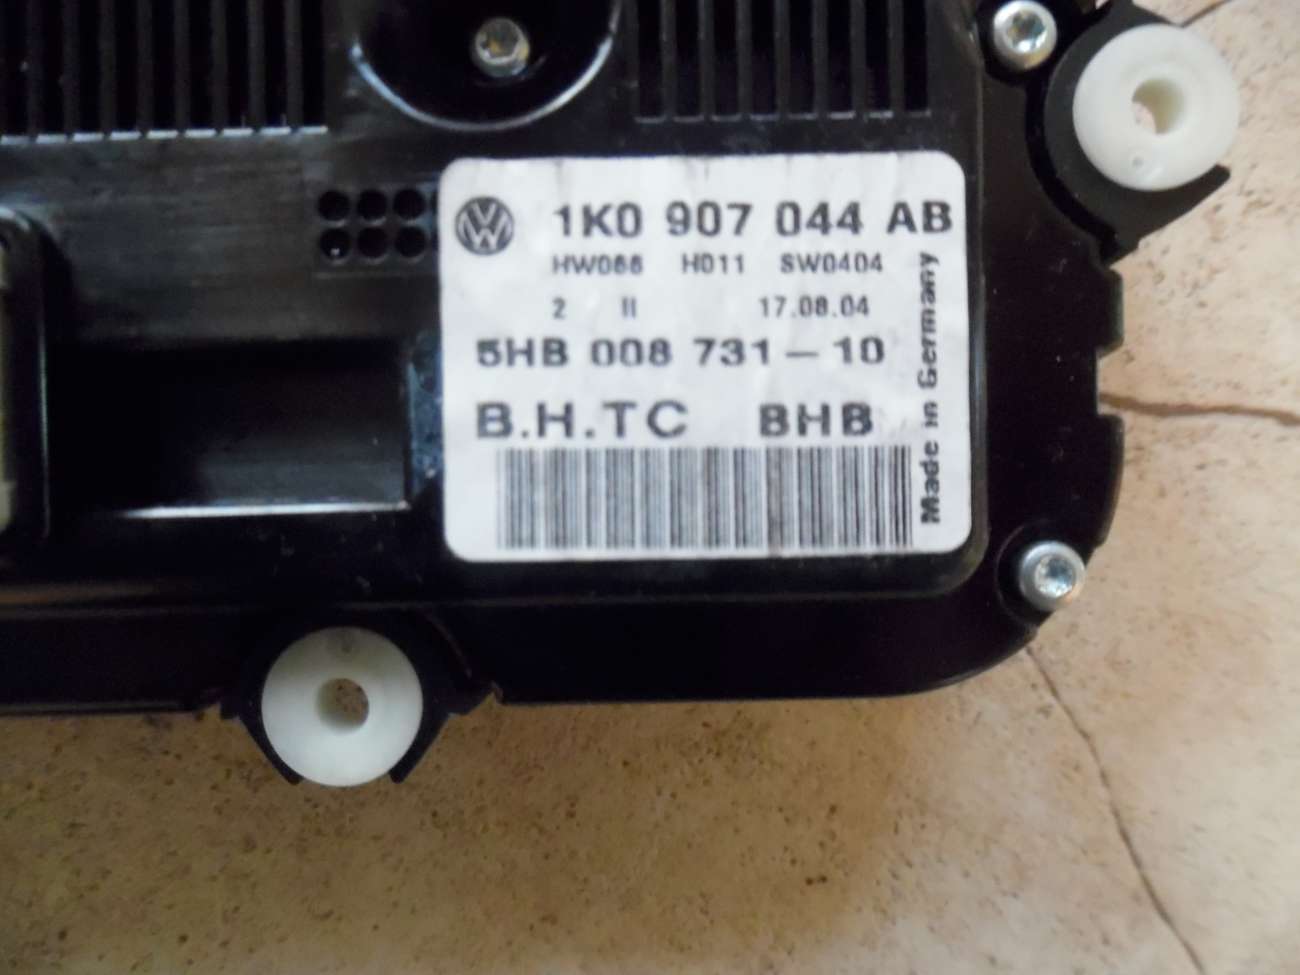 1K0 907 044 AB
HW066 H011 SW0404
2 II 17.08.04
5HB 008 731 – 10
B.H.TC BHB
Made in Germany